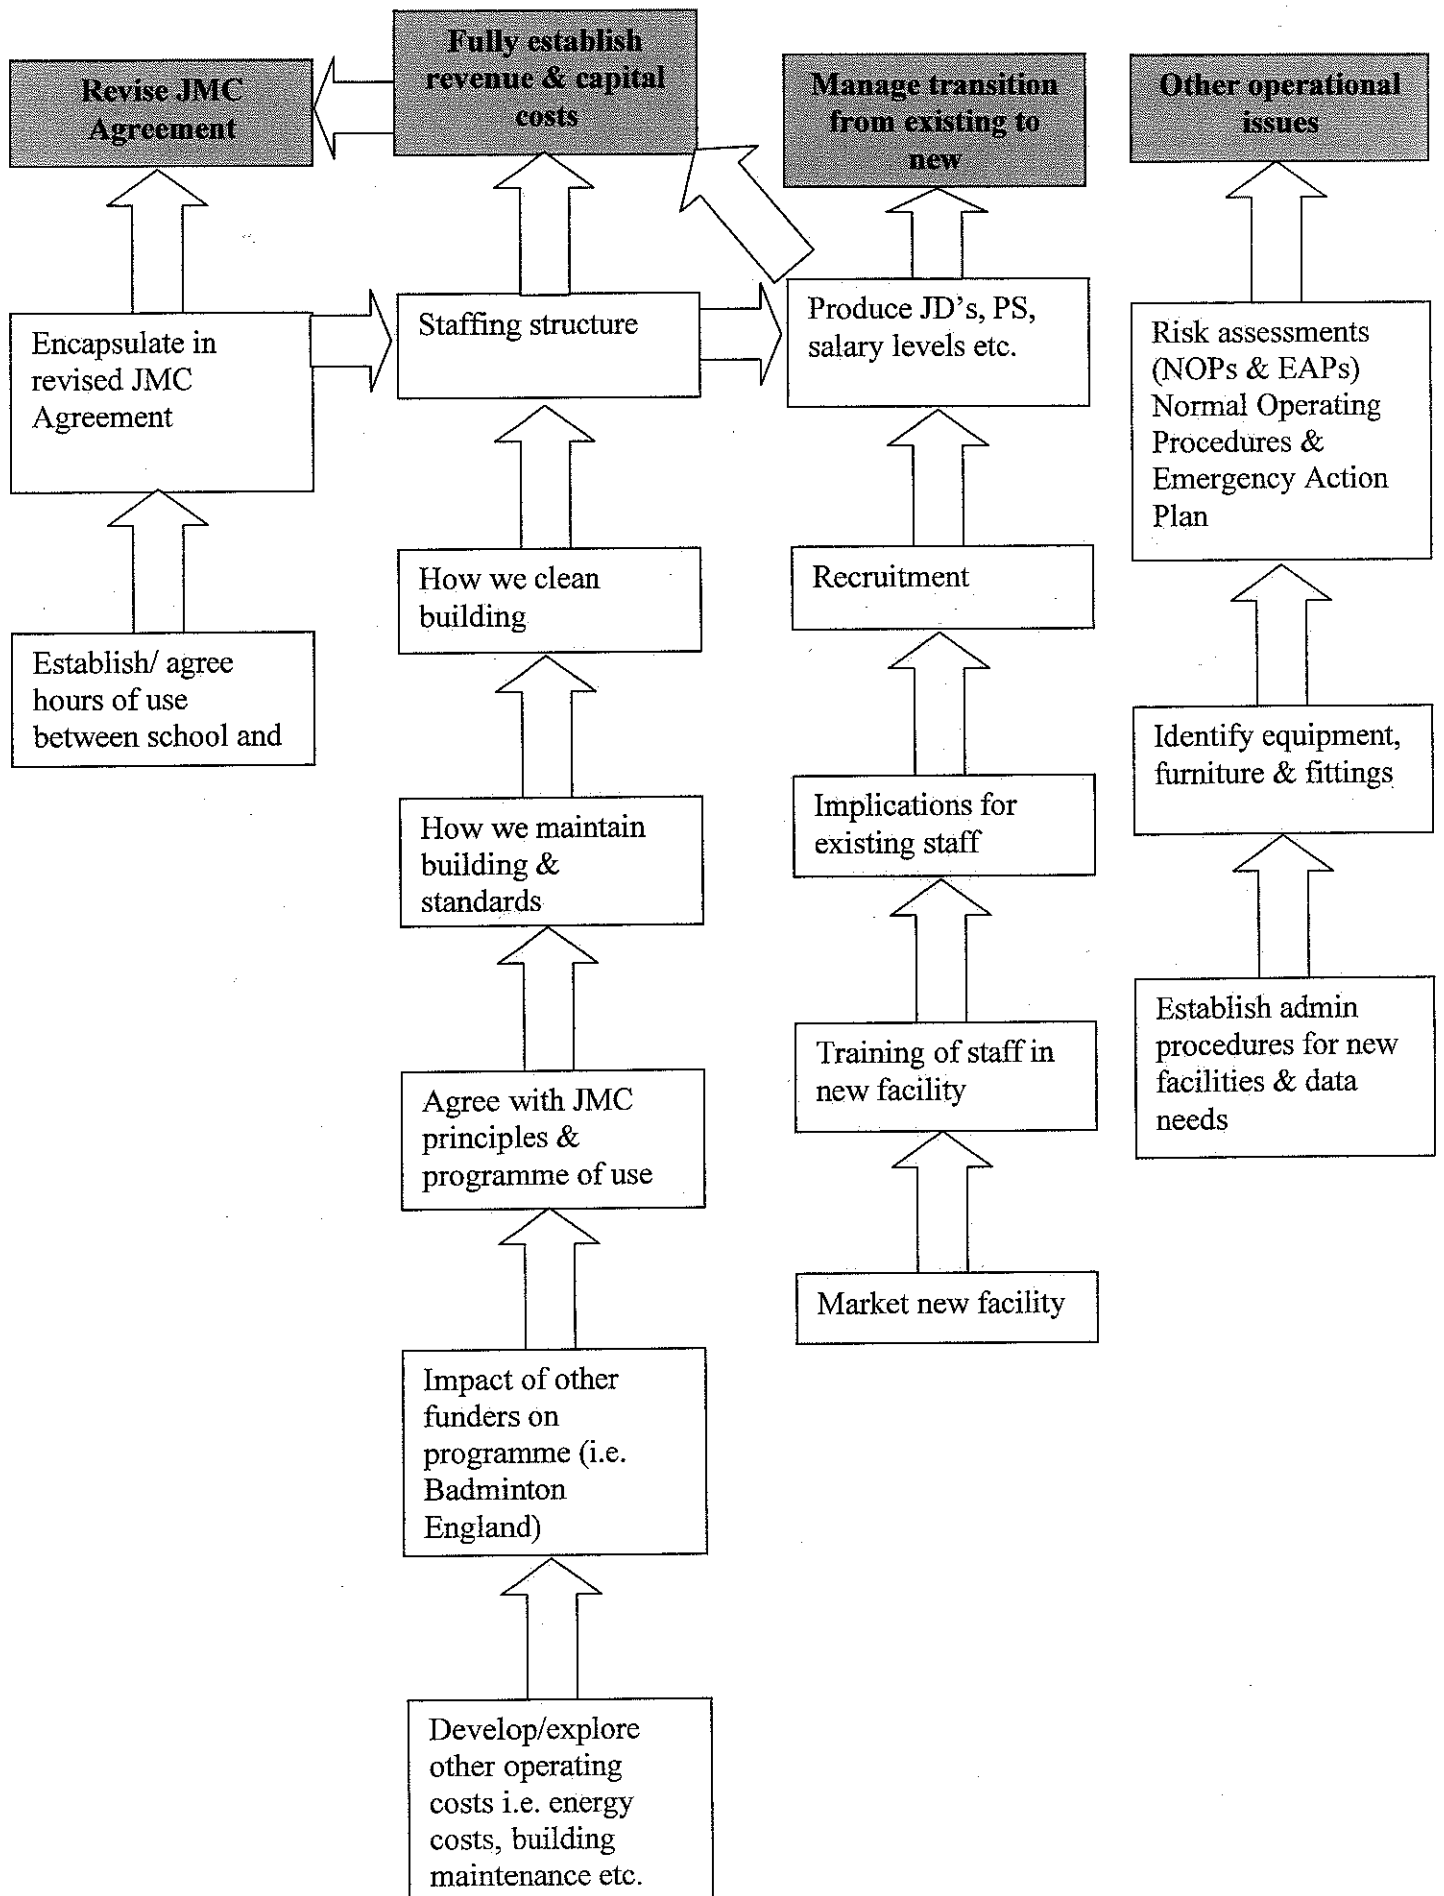 Revise JMC
Agreement
Fully establish
revenue & capital
costs
Manage transition
from existing to
new
Other operational
issues
Encapsulate in
revised JMC
Agreement
Staffing structure
Produce JD's, PS,
salary levels etc.
Risk assessments
(NOPs & EAPs)
Normal Operating
Procedures &
Emergency Action
Plan
Establish/ agree
hours of use
between school and
How we clean
building
Recruitment
Identify equipment,
furniture & fittings
How we maintain
building &
standards
Implications for
existing staff
Establish admin
procedures for new
facilities & data
needs
Agree with JMC
principles &
programme of use
Training of staff in
new facility
Market new facility
Impact of other
funders on
programme (i.e.
Badminton
England)
Develop/explore
other operating
costs i.e. energy
costs, building
maintenance etc.